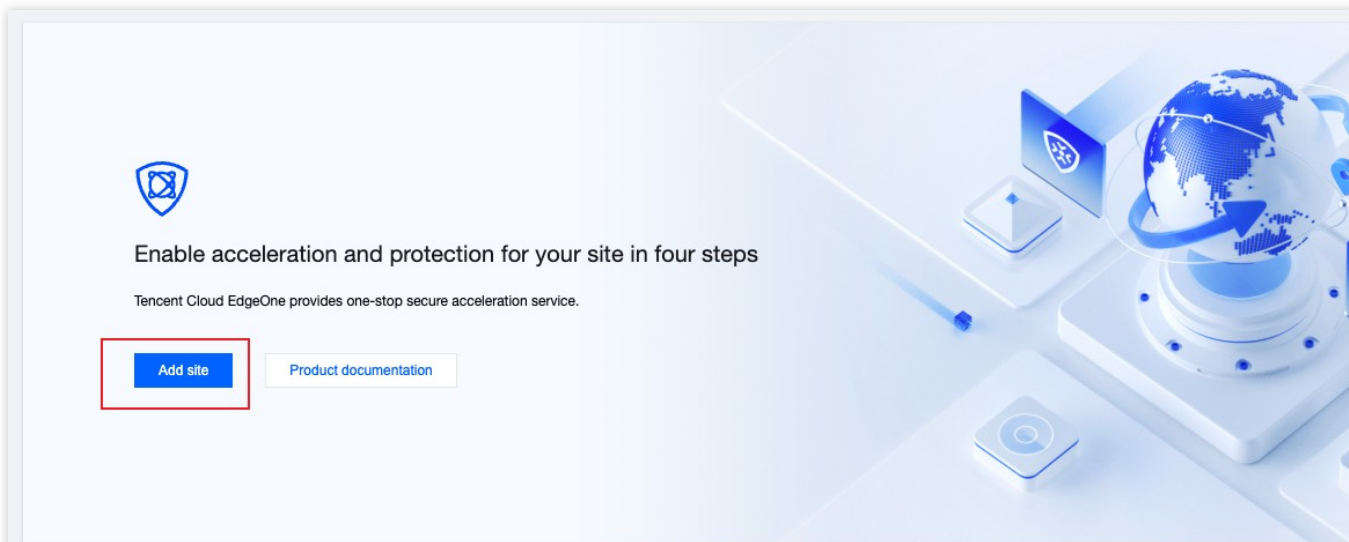 Enable acceleration and protection for your site in four steps
Tencent Cloud EdgeOne provides one-stop secure acceleration service.
Add site
Product documentation